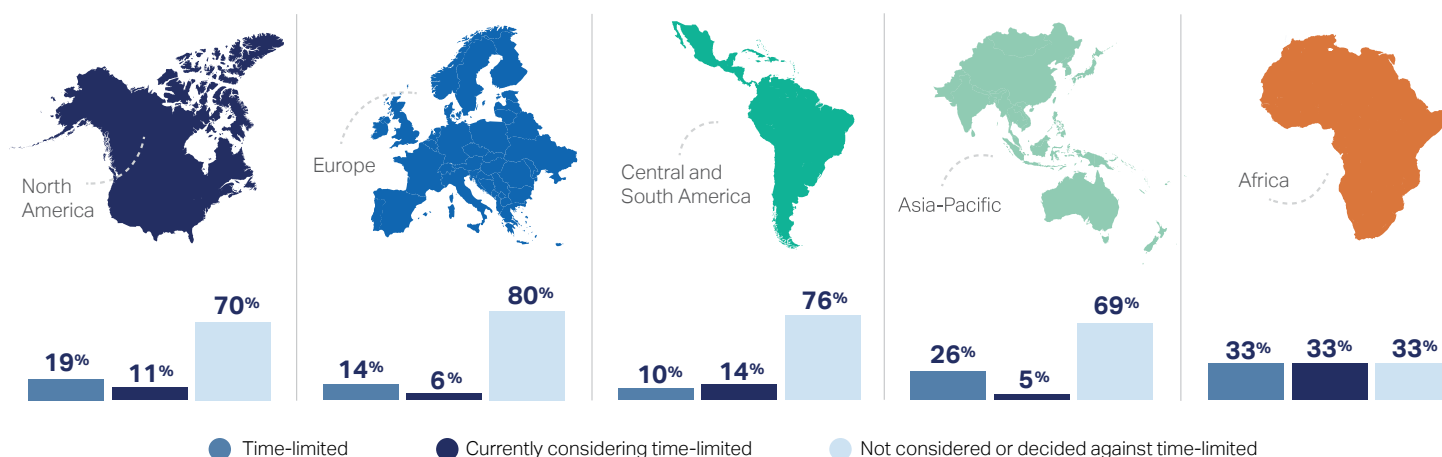 North
America
Europe
Central and
South America
Asia-Pacific
Africa
19%
11%
70%
14%
6%
80%
10%
14%
76%
26%
5%
69%
33%
33%
33%
Time-limited
Currently considering time-limited
Not considered or decided against time-limited